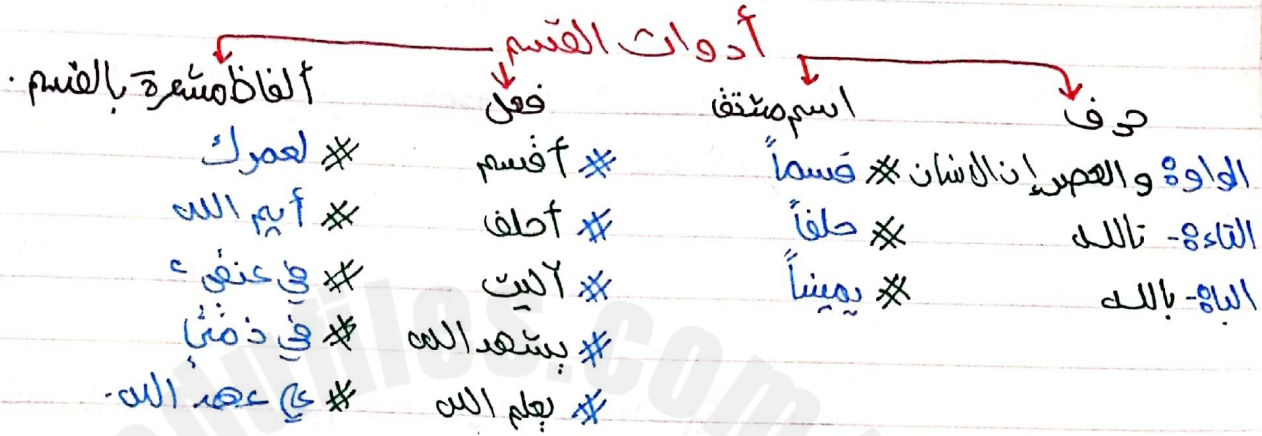 أدوات القسم
حرف اسم مشتق فعل ألفاظ مشعرة بالقسم.
الواو: والعصر إن الانسان # قسماً # أقسم # لعمرك
التاء:- تالله # حلفاً # أحلف # أيم الله
الباء:- بالله # يميناً # آليت # في عنقي
# يشهد الله # في ذمتي
# يعلم الله # علي عهد الله.